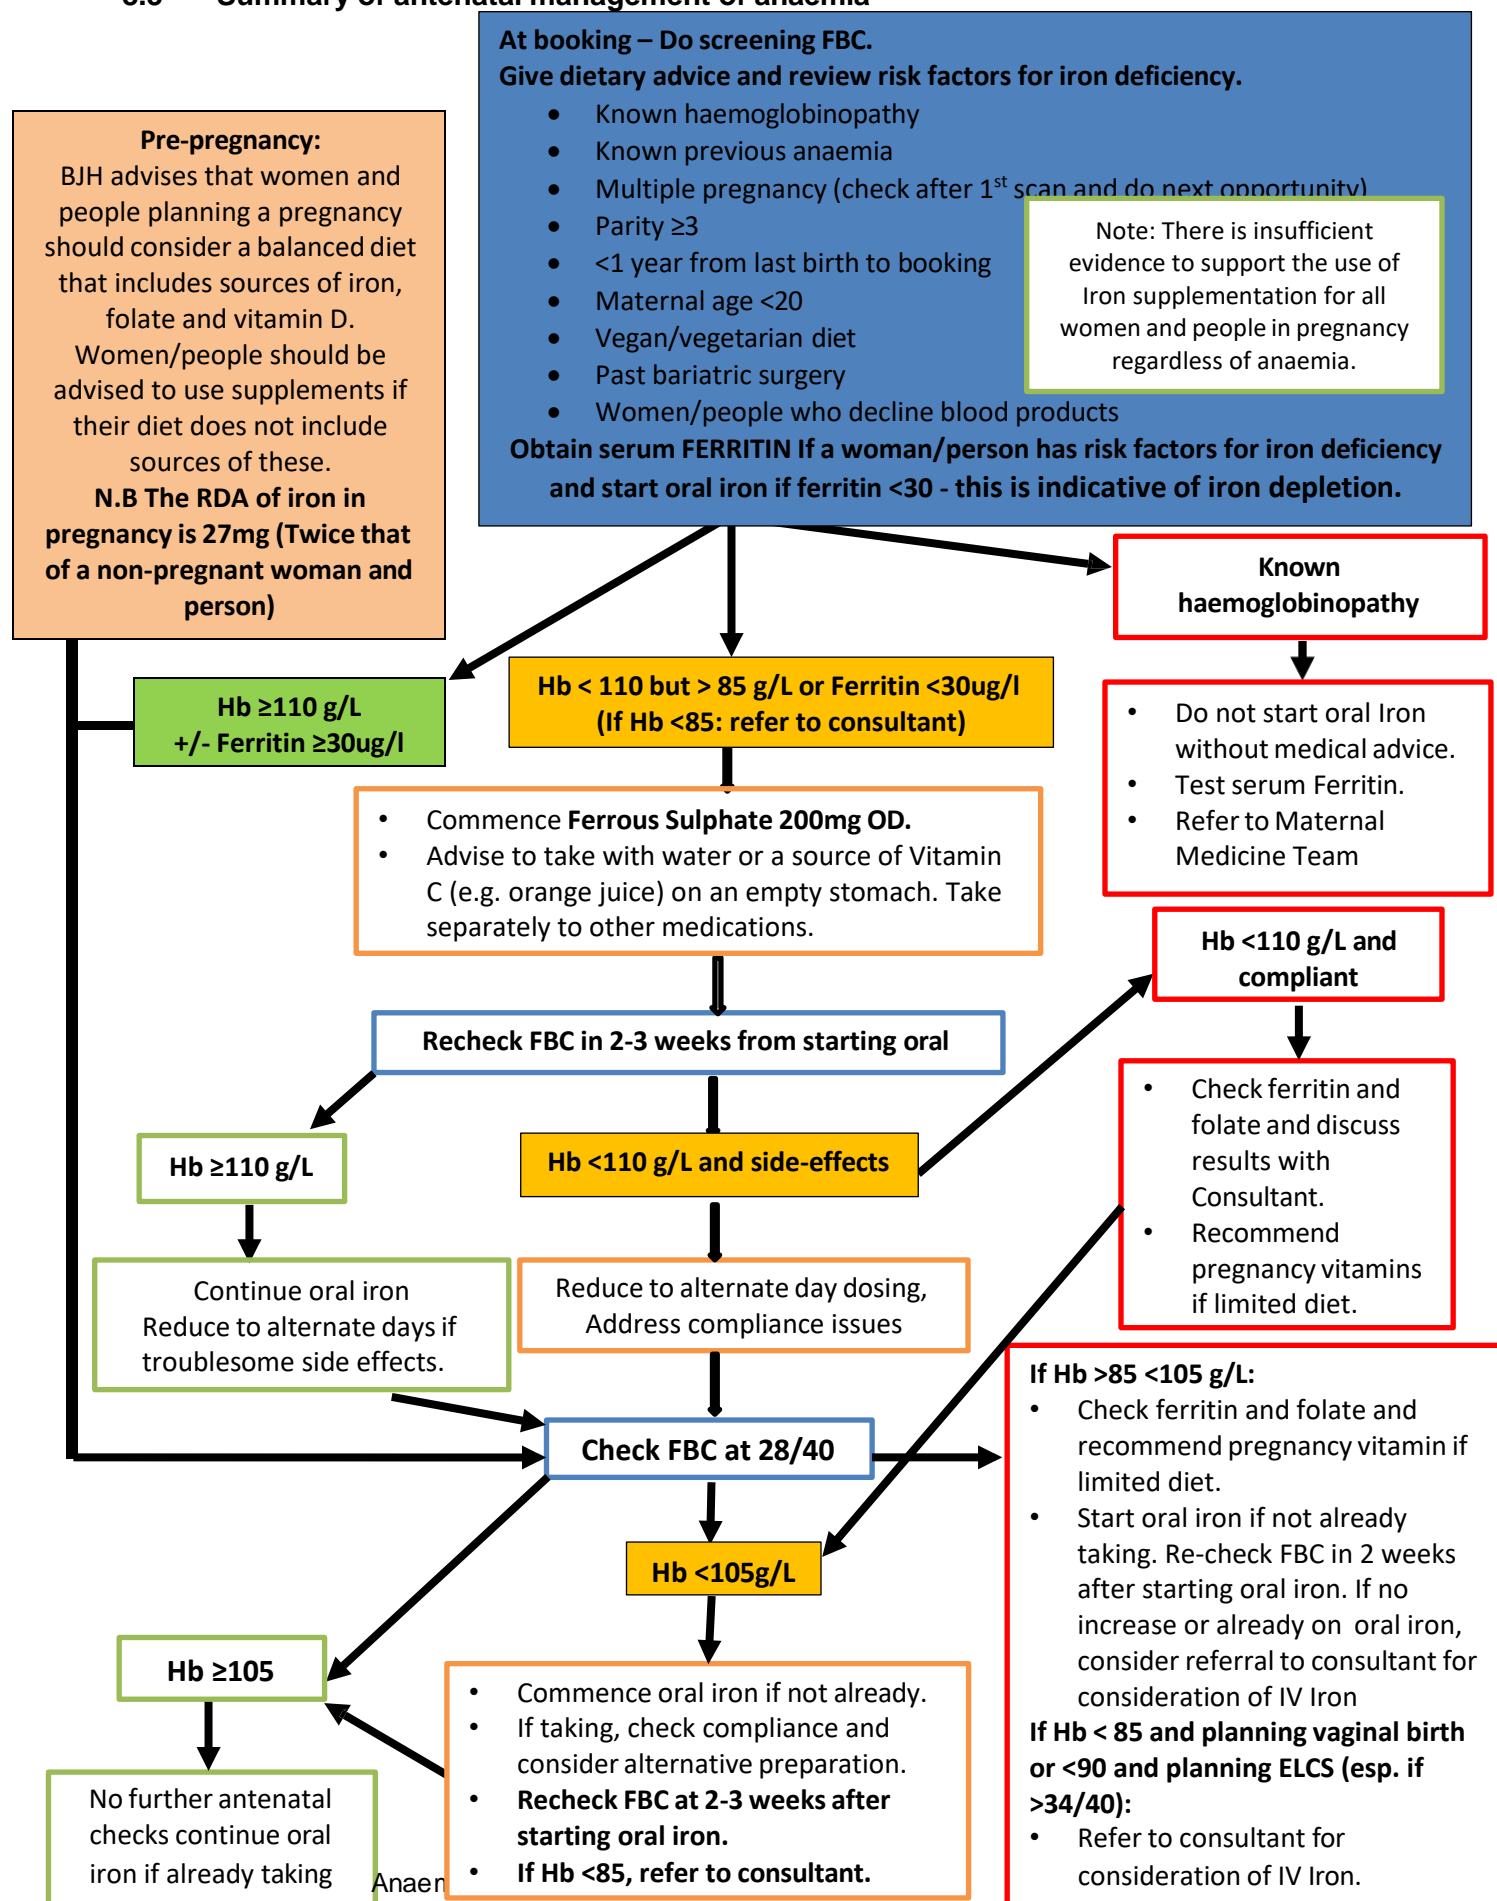 Summary of antenatal management of anaemia
At booking – Do screening FBC.
Give dietary advice and review risk factors for iron deficiency.
• Known haemoglobinopathy
• Known previous anaemia
• Multiple pregnancy (check after 1st scan and do next opportunity)
• Parity ≥3
• <1 year from last birth to booking
• Maternal age <20
• Vegan/vegetarian diet
• Past bariatric surgery
• Women/people who decline blood products
Obtain serum FERRITIN If a woman/person has risk factors for iron deficiency
and start oral iron if ferritin <30 - this is indicative of iron depletion.
Note: There is insufficient
evidence to support the use of
Iron supplementation for all
women and people in pregnancy
regardless of anaemia.
Pre-pregnancy:
BJH advises that women and
people planning a pregnancy
should consider a balanced diet
that includes sources of iron,
folate and vitamin D.
Women/people should be
advised to use supplements if
their diet does not include
sources of these.
N.B The RDA of iron in
pregnancy is 27mg (Twice that
of a non-pregnant woman and
person)
Known
haemoglobinopathy
Hb ≥110 g/L
+/- Ferritin ≥30ug/l
Hb < 110 but > 85 g/L or Ferritin <30ug/l
(If Hb <85: refer to consultant)
• Do not start oral Iron
without medical advice.
• Test serum Ferritin.
• Refer to Maternal
Medicine Team
• Commence Ferrous Sulphate 200mg OD.
• Advise to take with water or a source of Vitamin
C (e.g. orange juice) on an empty stomach. Take
separately to other medications.
Hb <110 g/L and
compliant
Recheck FBC in 2-3 weeks from starting oral
• Check ferritin and
folate and discuss
results with
Consultant.
• Recommend
pregnancy vitamins
if limited diet.
Hb ≥110 g/L
Hb <110 g/L and side-effects
Continue oral iron
Reduce to alternate days if
troublesome side effects.
Reduce to alternate day dosing,
Address compliance issues
Check FBC at 28/40
If Hb >85 <105 g/L:
• Check ferritin and folate and
recommend pregnancy vitamin if
limited diet.
• Start oral iron if not already
taking. Re-check FBC in 2 weeks
after starting oral iron. If no
increase or already on oral iron,
consider referral to consultant for
consideration of IV Iron
If Hb < 85 and planning vaginal birth
or <90 and planning ELCS (esp. if
>34/40):
• Refer to consultant for
consideration of IV Iron.
Hb <105g/L
Hb ≥105
• Commence oral iron if not already.
• If taking, check compliance and
consider alternative preparation.
• Recheck FBC at 2-3 weeks after
starting oral iron.
• If Hb <85, refer to consultant.
No further antenatal
checks continue oral
iron if already taking